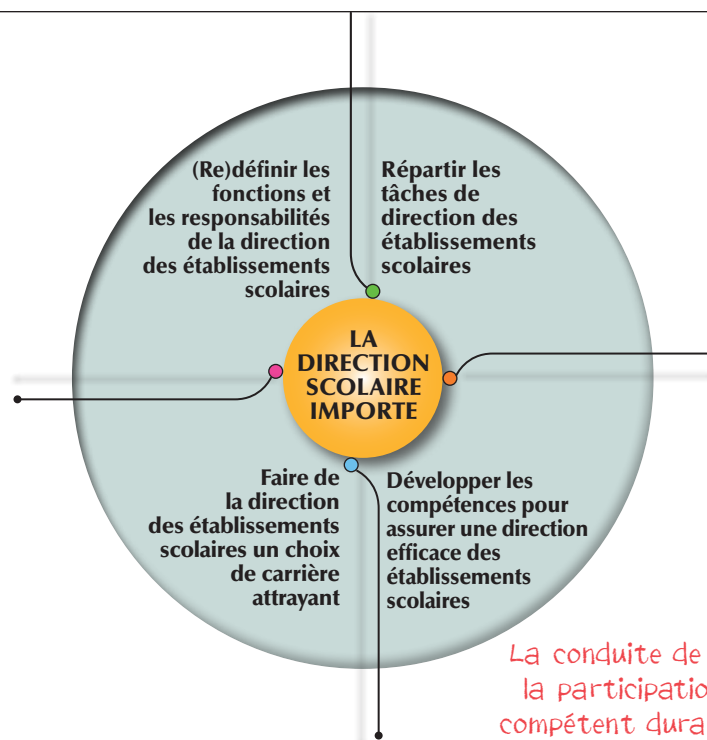 (Re)définir les
fonctions et
les responsabilités
de la direction
des établissements
scolaires
Répartir les
tâches de
direction des
établissements
scolaires
LA
DIRECTION
SCOLAIRE
IMPORTE
Faire de
la direction
des établissements
scolaires un choix
de carrière
attrayant
Développer les
compétences pour
assurer une direction
efficace des
établissements
scolaires
La conduite de
la participatio
compétent dura